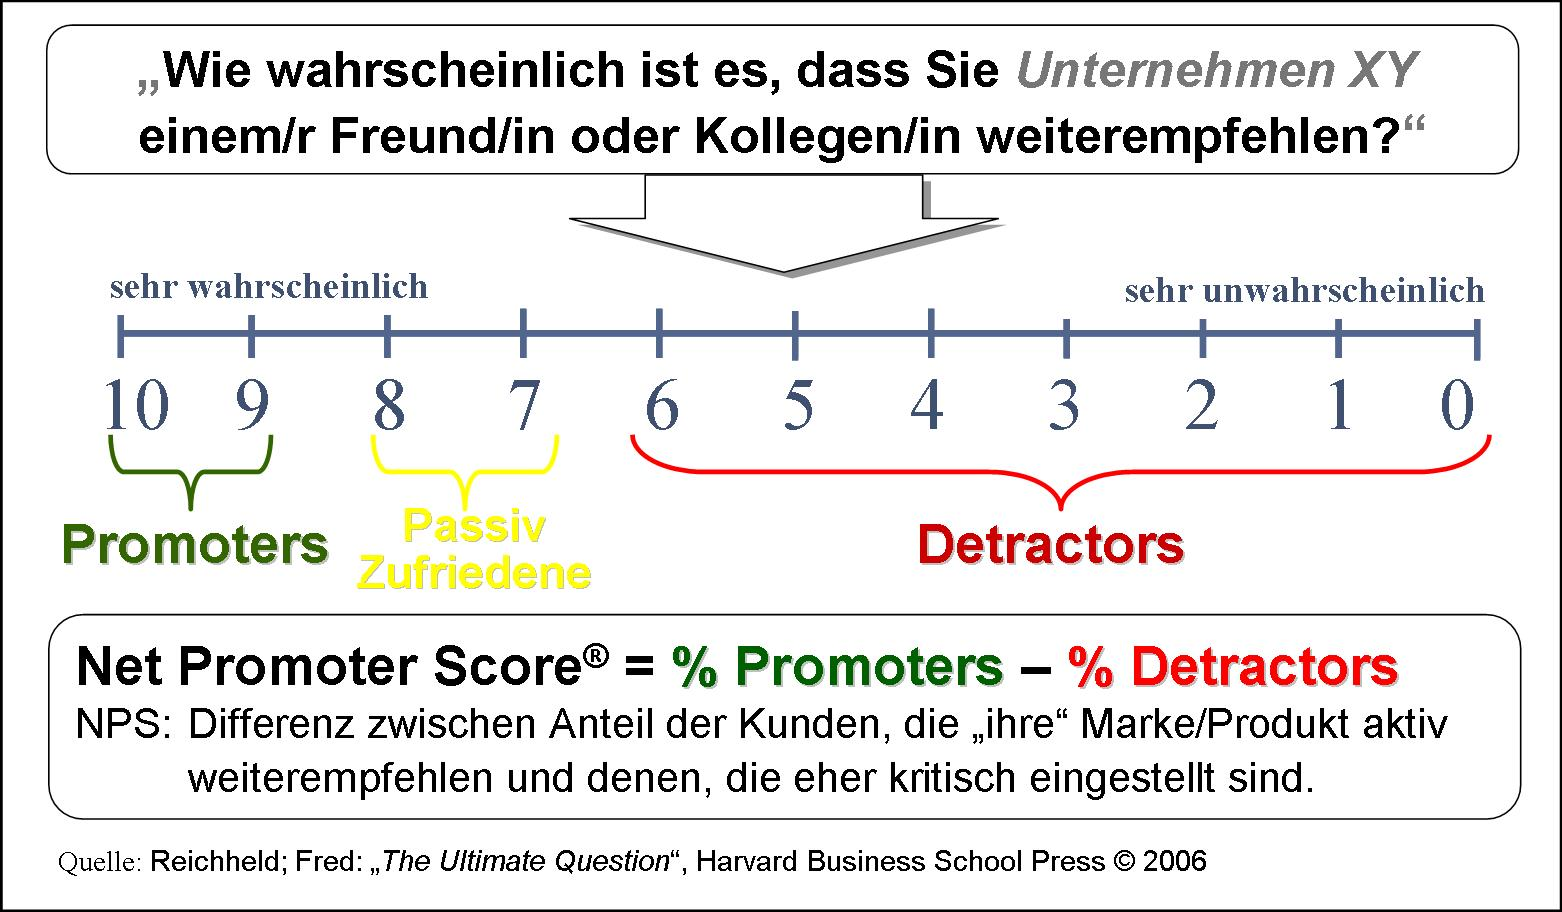 „Wie wahrscheinlich ist es, dass Sie Unternehmen XY
einem/r Freund/in oder Kollegen/in weiterempfehlen?“
sehr wahrscheinlich
sehr unwahrscheinlich
10 9 8 7 6 5 4 3 2 1 0
Promoters
Passiv
Zufriedene
Detractors
Net Promoter Score® = % Promoters – % Detractors
NPS: Differenz zwischen Anteil der Kunden, die „ihre“ Marke/Produkt aktiv
weiterempfehlen und denen, die eher kritisch eingestellt sind.
Quelle: Reichheld; Fred: „The Ultimate Question“, Harvard Business School Press © 2006